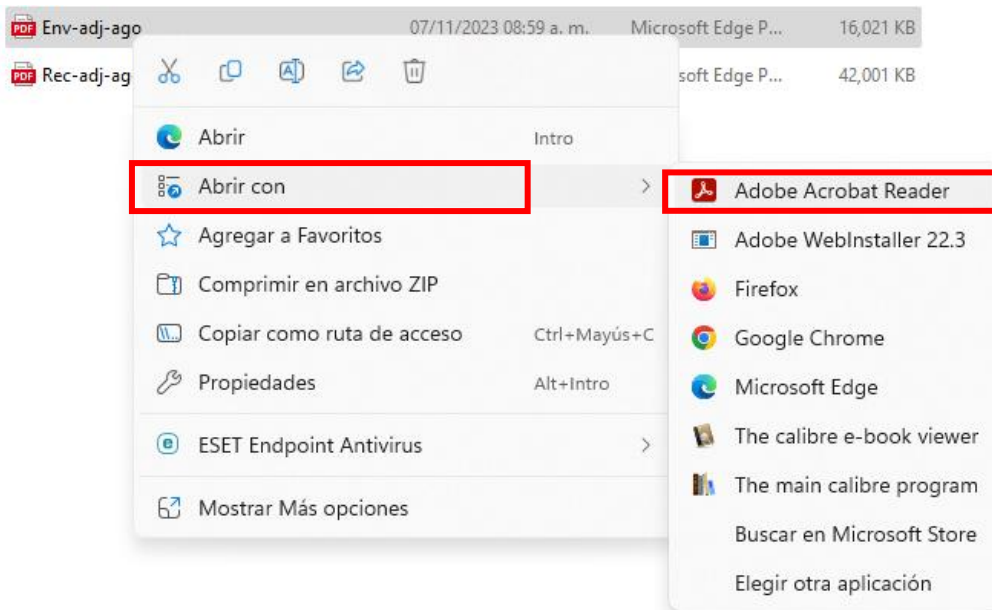 Env-adj-ago 07/11/2023 08:59 a. m. Microsoft Edge P... 16,021 KB
Rec-adj-ag soft Edge P... 42,001 KB
Abrir Intro
Abrir con
Agregar a Favoritos
Comprimir en archivo ZIP
Copiar como ruta de acceso Ctrl+Mayús+C
Propiedades Alt+Intro
ESET Endpoint Antivirus
Mostrar Más opciones
Adobe Acrobat Reader
Adobe WebInstaller 22.3
Firefox
Google Chrome
Microsoft Edge
The calibre e-book viewer
The main calibre program
Buscar en Microsoft Store
Elegir otra aplicación